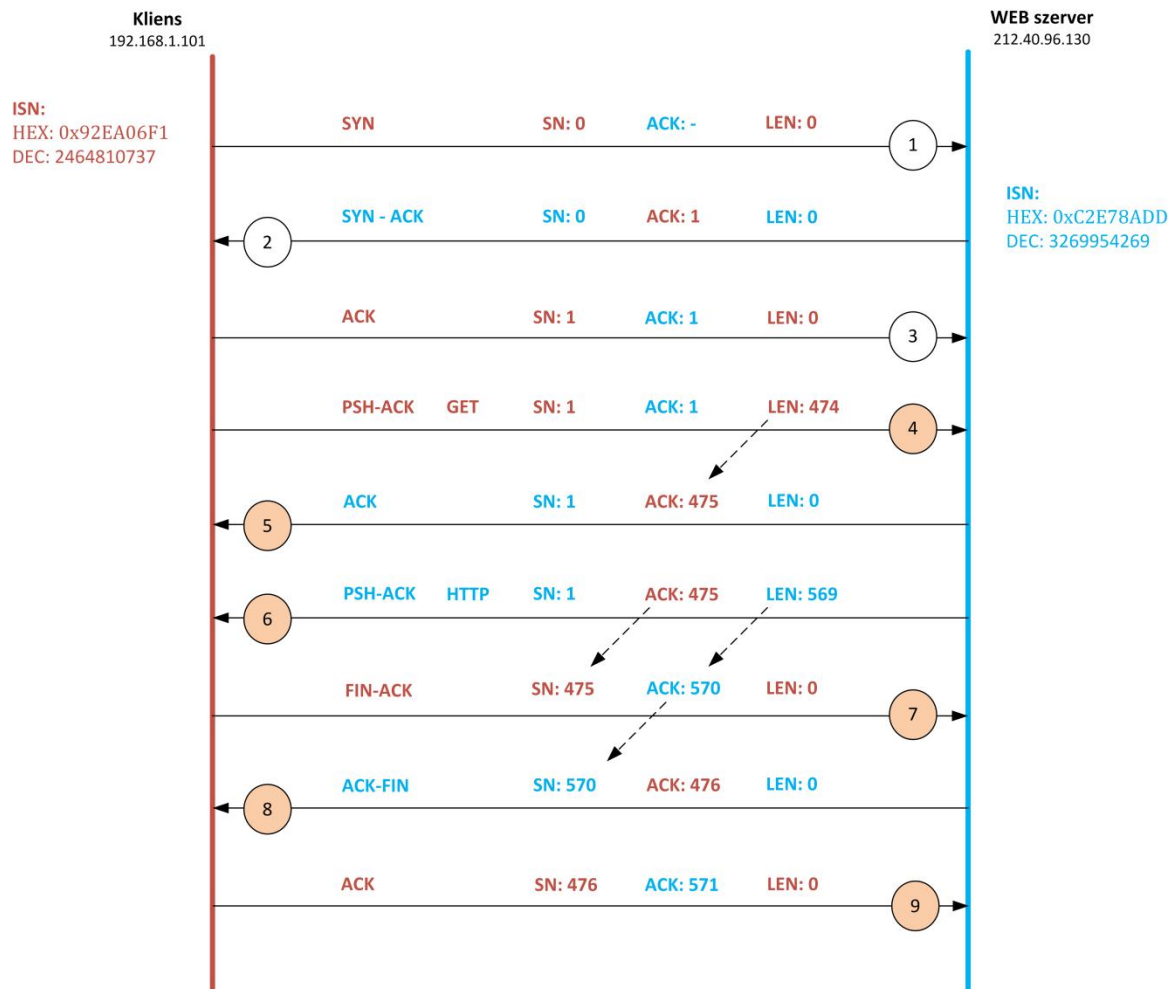 Kliens
192.168.1.101
WEB szerver
212.40.96.130
ISN:
HEX: 0x92EA06F1
DEC: 2464810737
SYN SN: 0 ACK: - LEN: 0 1
ISN:
HEX: 0xC2E78ADD
DEC: 3269954269
2 SYN - ACK SN: 0 ACK: 1 LEN: 0
ACK SN: 1 ACK: 1 LEN: 0 3
PSH-ACK GET SN: 1 ACK: 1 LEN: 474 4
5 ACK SN: 1 ACK: 475 LEN: 0
6 PSH-ACK HTTP SN: 1 ACK: 475 LEN: 569
FIN-ACK SN: 475 ACK: 570 LEN: 0 7
8 ACK-FIN SN: 570 ACK: 476 LEN: 0
ACK SN: 476 ACK: 571 LEN: 0 9